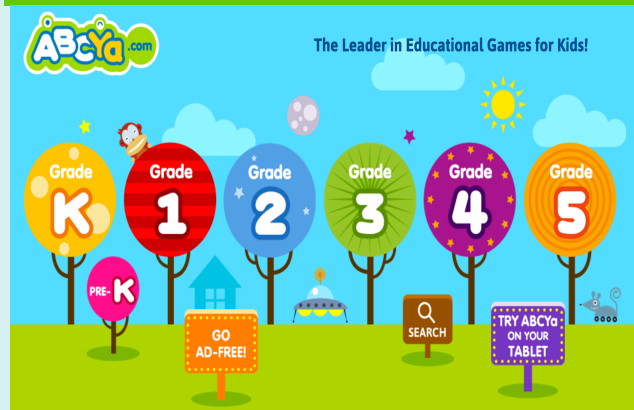 ABCYa.com
The Leader in Educational Games for Kids!
Grade
K
Grade
1
Grade
2
Grade
3
Grade
4
Grade
5
PRE-K
GO
AD-FREE!
SEARCH
TRY ABCYa
ON YOUR
TABLET